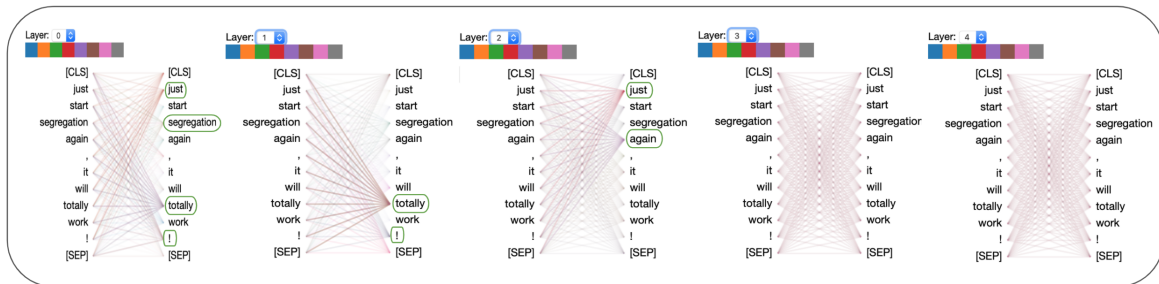 Layer: 0
[CLS] [CLS]
just just
start start
segregation segregation
again again
, ,
it it
will will
totally totally
work work
! !
[SEP] [SEP]
Layer: 1
[CLS] [CLS]
just just
start start
segregation segregation
again again
, ,
it it
will will
totally totally
work work
! !
[SEP] [SEP]
Layer: 2
[CLS] [CLS]
just just
start start
segregation segregation
again again
, ,
it it
will will
totally totally
work work
! !
[SEP] [SEP]
Layer: 3
[CLS] [CLS]
just just
start start
segregation segregation
again again
, ,
it it
will will
totally totally
work work
! !
[SEP] [SEP]
Layer: 4
[CLS] [CLS]
just just
start start
segregation segregation
again again
, ,
it it
will will
totally totally
work work
! !
[SEP] [SEP]